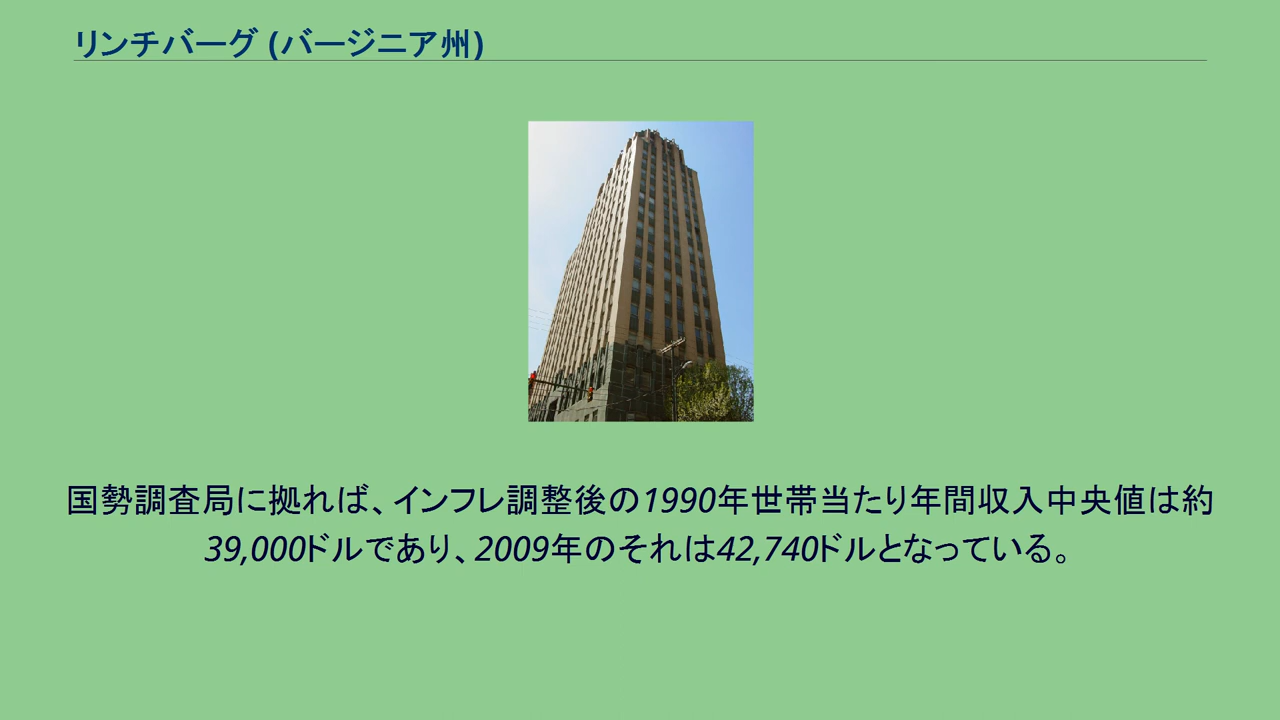 リンチバーグ (バージニア州)
国勢調査局に拠れば、インフレ調整後の1990年世帯当たり年間収入中央値は約
39,000ドルであり、2009年のそれは42,740ドルとなっている。